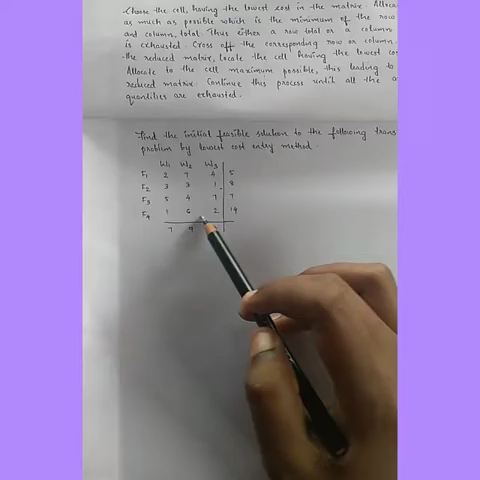 Choose the cell, having the lowest cost in the matrix.
as much as possible which is the minimum of the row
and column total. Thus either a row total or a column
is exhausted. Cross off the corresponding row or column.
the reduced matrix, locate the cell having the lowest
Allocate to the cell maximum possible, this leading to
reduced matrix. Continue this process until all the
quantities are exhausted.
Find the initial feasible solution to the following
problem by lowest cost entry method.
W1 W2 W3
F1 2 7 4 5
F2 3 3 1 8
F3 5 4 7 7
F4 1 6 2 14
7 9